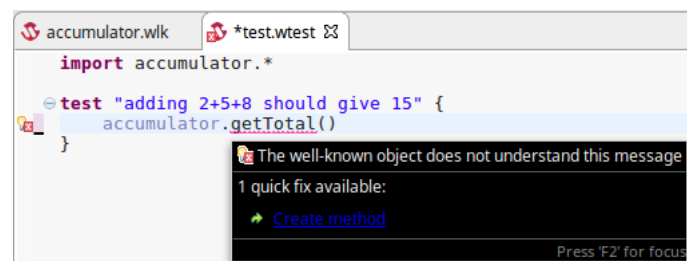 accumulator.wlk *test.wtest
import accumulator.*
test "adding 2+5+8 should give 15" {
accumulator.getTotal()
}
The well-known object does not understand this message
1 quick fix available:
Create method
Press 'F2' for focus